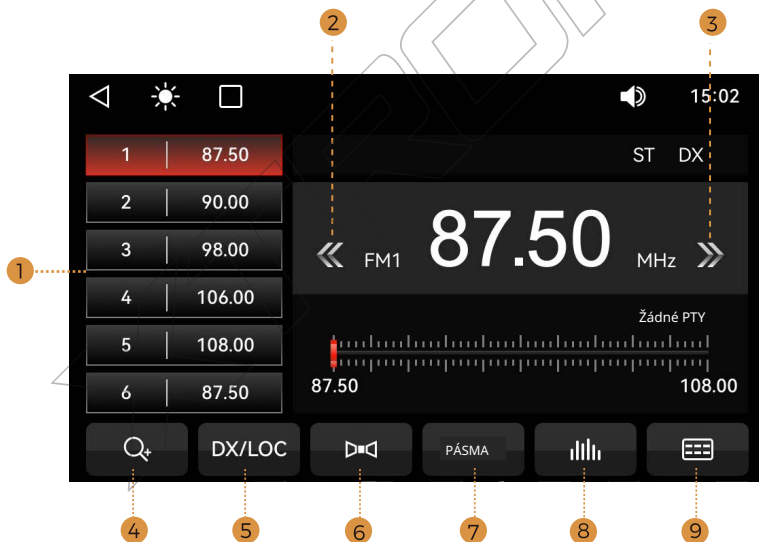 2
3
15:02
1 87.50
ST DX
2 90.00
3 98.00
FM1 87.50 MHz
1
4 106.00
Žádné PTY
5 108.00
87.50 108.00
6 87.50
DX/LOC
PÁSMA
4 5 6 7 8 9